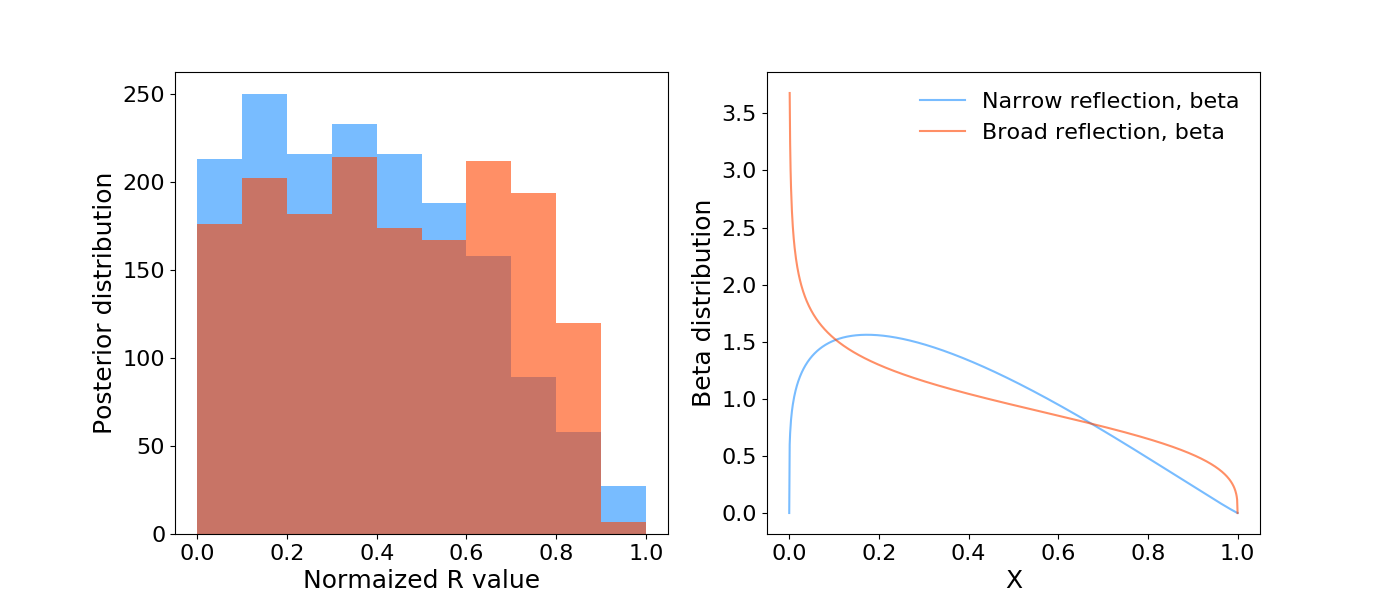 Posterior distribution
250
200
150
100
50
0
0.0 0.2 0.4 0.6 0.8 1.0
Normaized R value
Beta distribution
3.5
3.0
2.5
2.0
1.5
1.0
0.5
0.0
0.0 0.2 0.4 0.6 0.8 1.0
X
Narrow reflection, beta
Broad reflection, beta